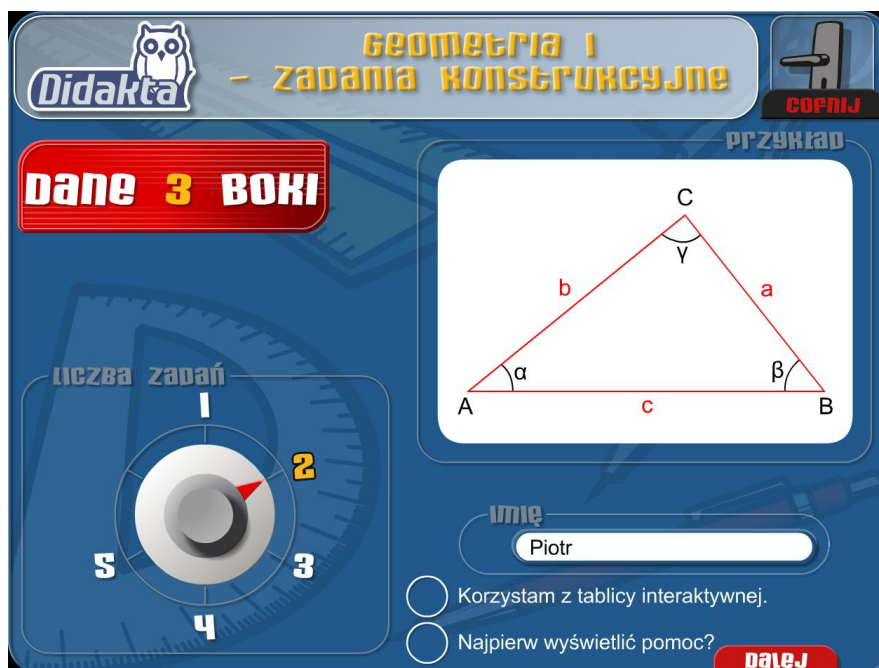 Didakta
Geometria I
- zadania konstrukcyjne
COFNIJ
Dane 3 boki
Przykład
C
γ
b
a
α
β
A
c
B
Liczba zadań
1
2
3
4
5
Imię
Piotr
Korzystam z tablicy interaktywnej.
Najpierw wyświetlić pomoc?
Dalej